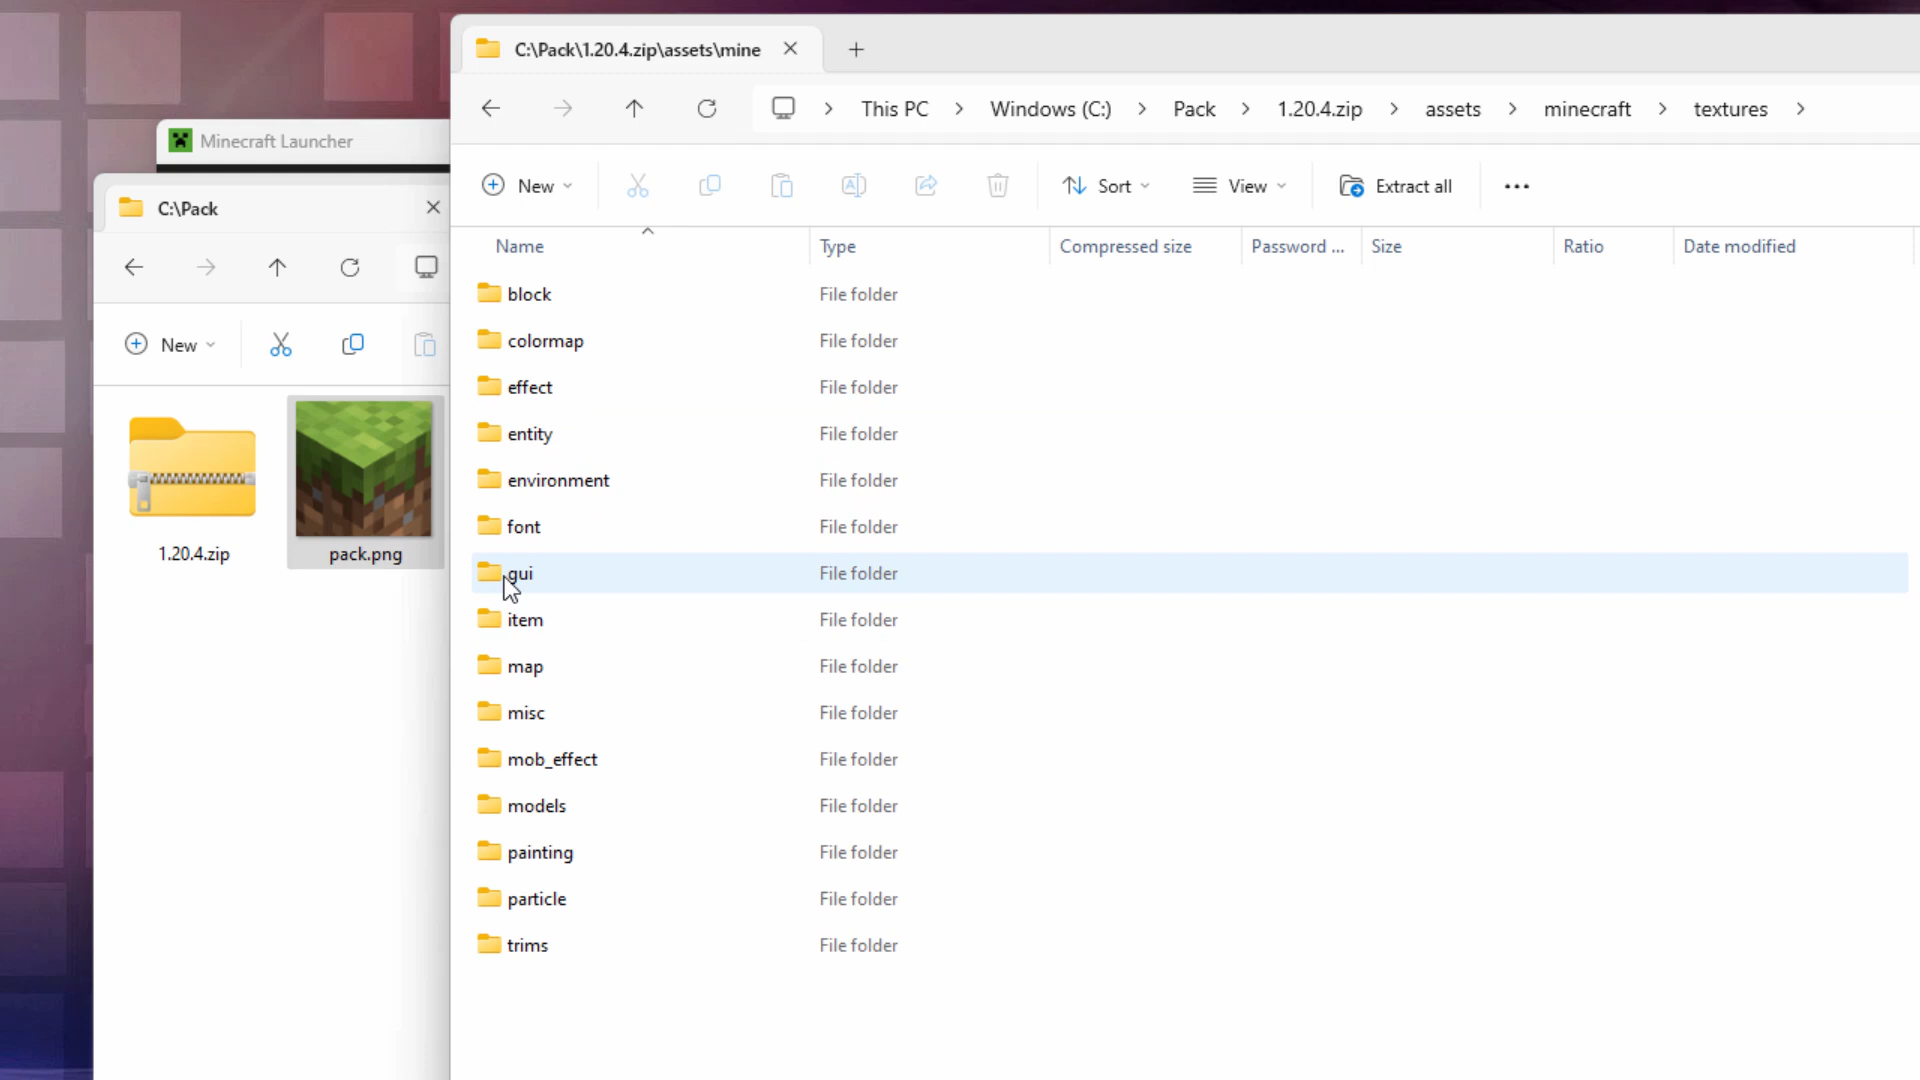 C:\Pack\1.20.4.zip\assets\mine
This PC > Windows (C:) > Pack > 1.20.4.zip > assets > minecraft > textures >
Minecraft Launcher
New
Sort
View
Extract all
C:\Pack
Name Type Compressed size Password ... Size Ratio Date modified
block File folder
colormap File folder
New
effect File folder
entity File folder
environment File folder
font File folder
1.20.4.zip
pack.png
gui File folder
item File folder
map File folder
misc File folder
mob_effect File folder
models File folder
painting File folder
particle File folder
trims File folder